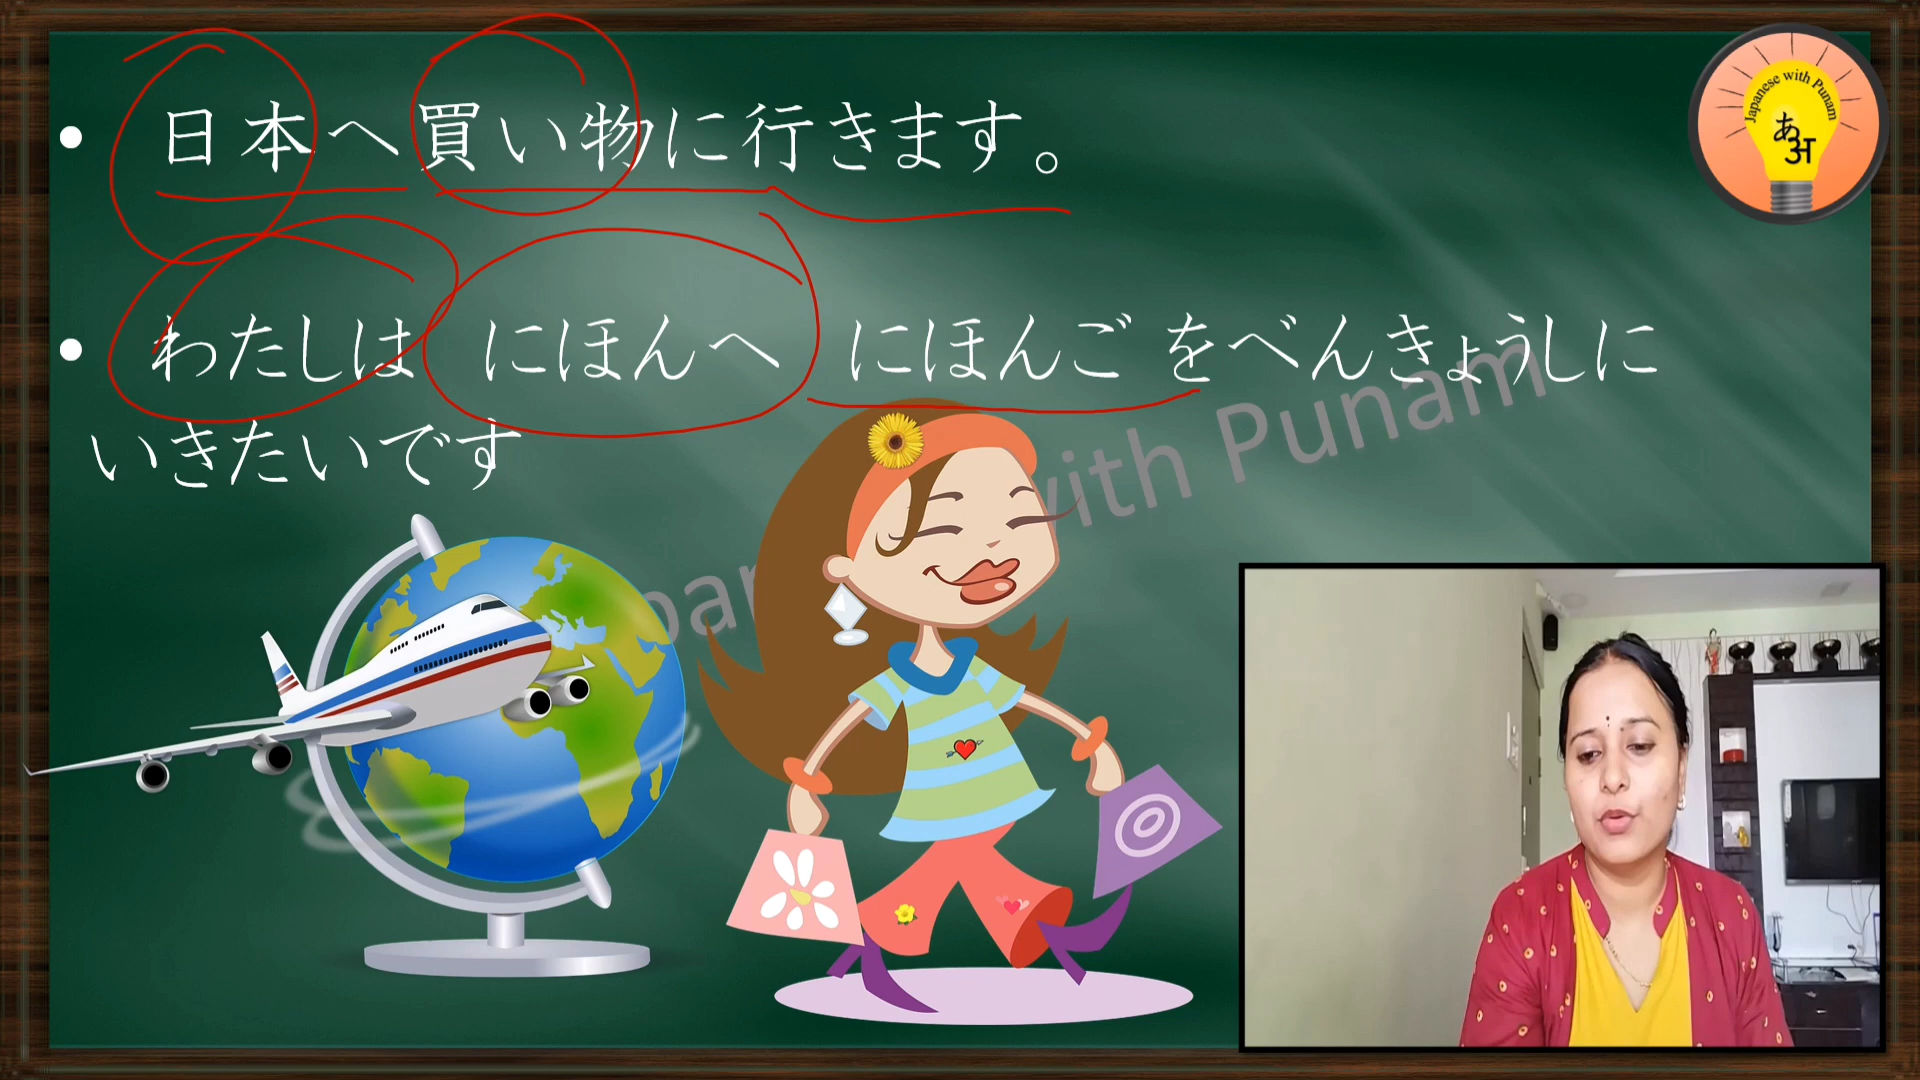 日本へ買い物に行きます。
わたしは にほんへ にほんご をべんきょうしに
いきたいです
Japanese with Punam
あ अ
with Punam